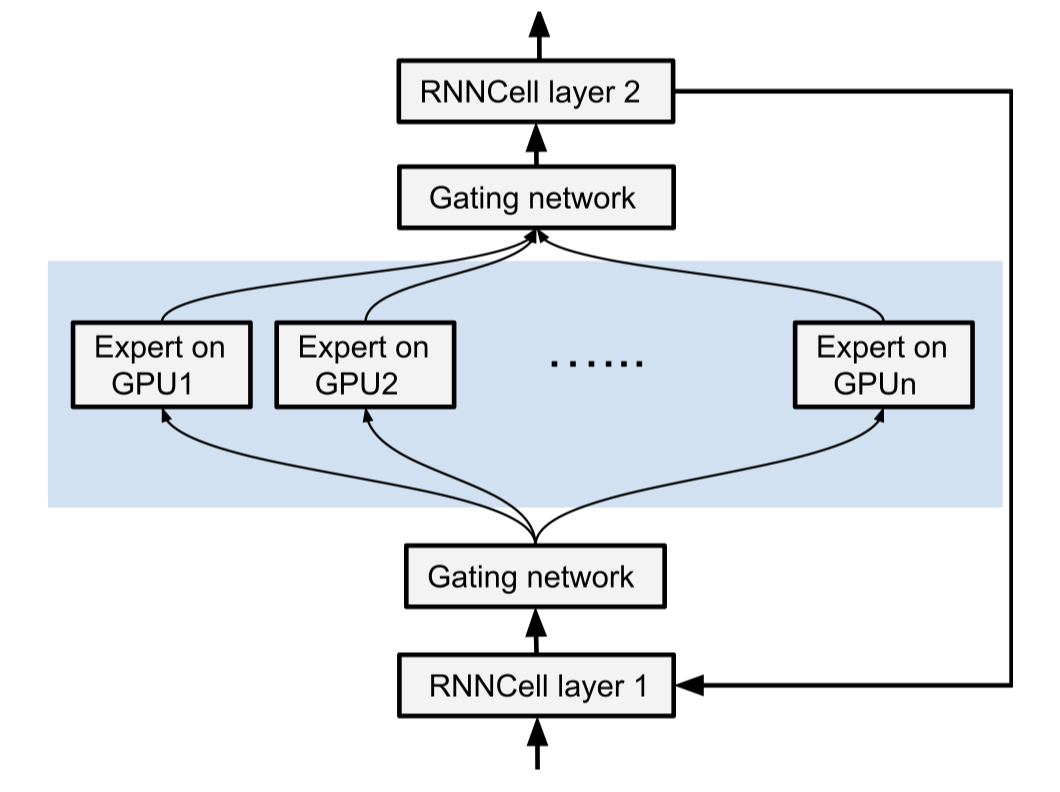 RNNCell layer 2
Gating network
Expert on
GPU1
Expert on
GPU2
......
Expert on
GPUn
Gating network
RNNCell layer 1